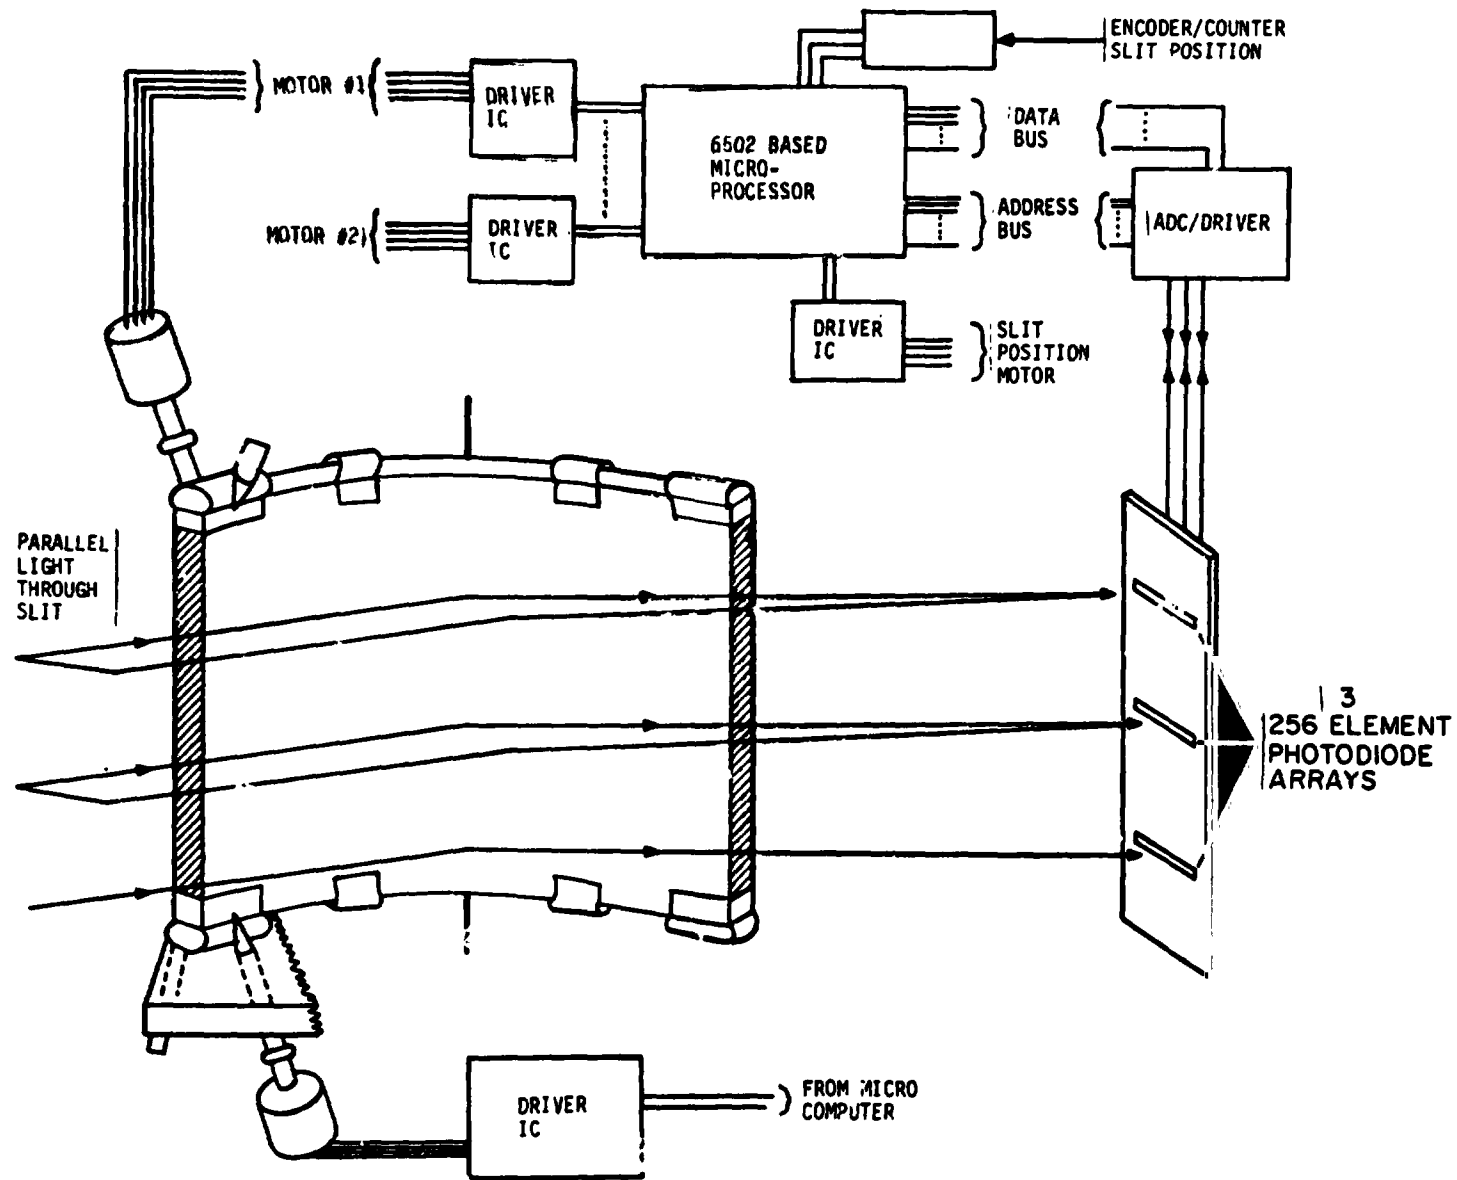 ENCODER/COUNTER
SLIT POSITION
MOTOR #1
DRIVER
IC
6502 BASED
MICRO-
PROCESSOR
DATA
BUS
MOTOR #2
DRIVER
IC
ADDRESS
BUS
ADC/DRIVER
DRIVER
IC
SLIT
POSITION
MOTOR
PARALLEL
LIGHT
THROUGH
SLIT
3
256 ELEMENT
PHOTODIODE
ARRAYS
DRIVER
IC
FROM MICRO
COMPUTER